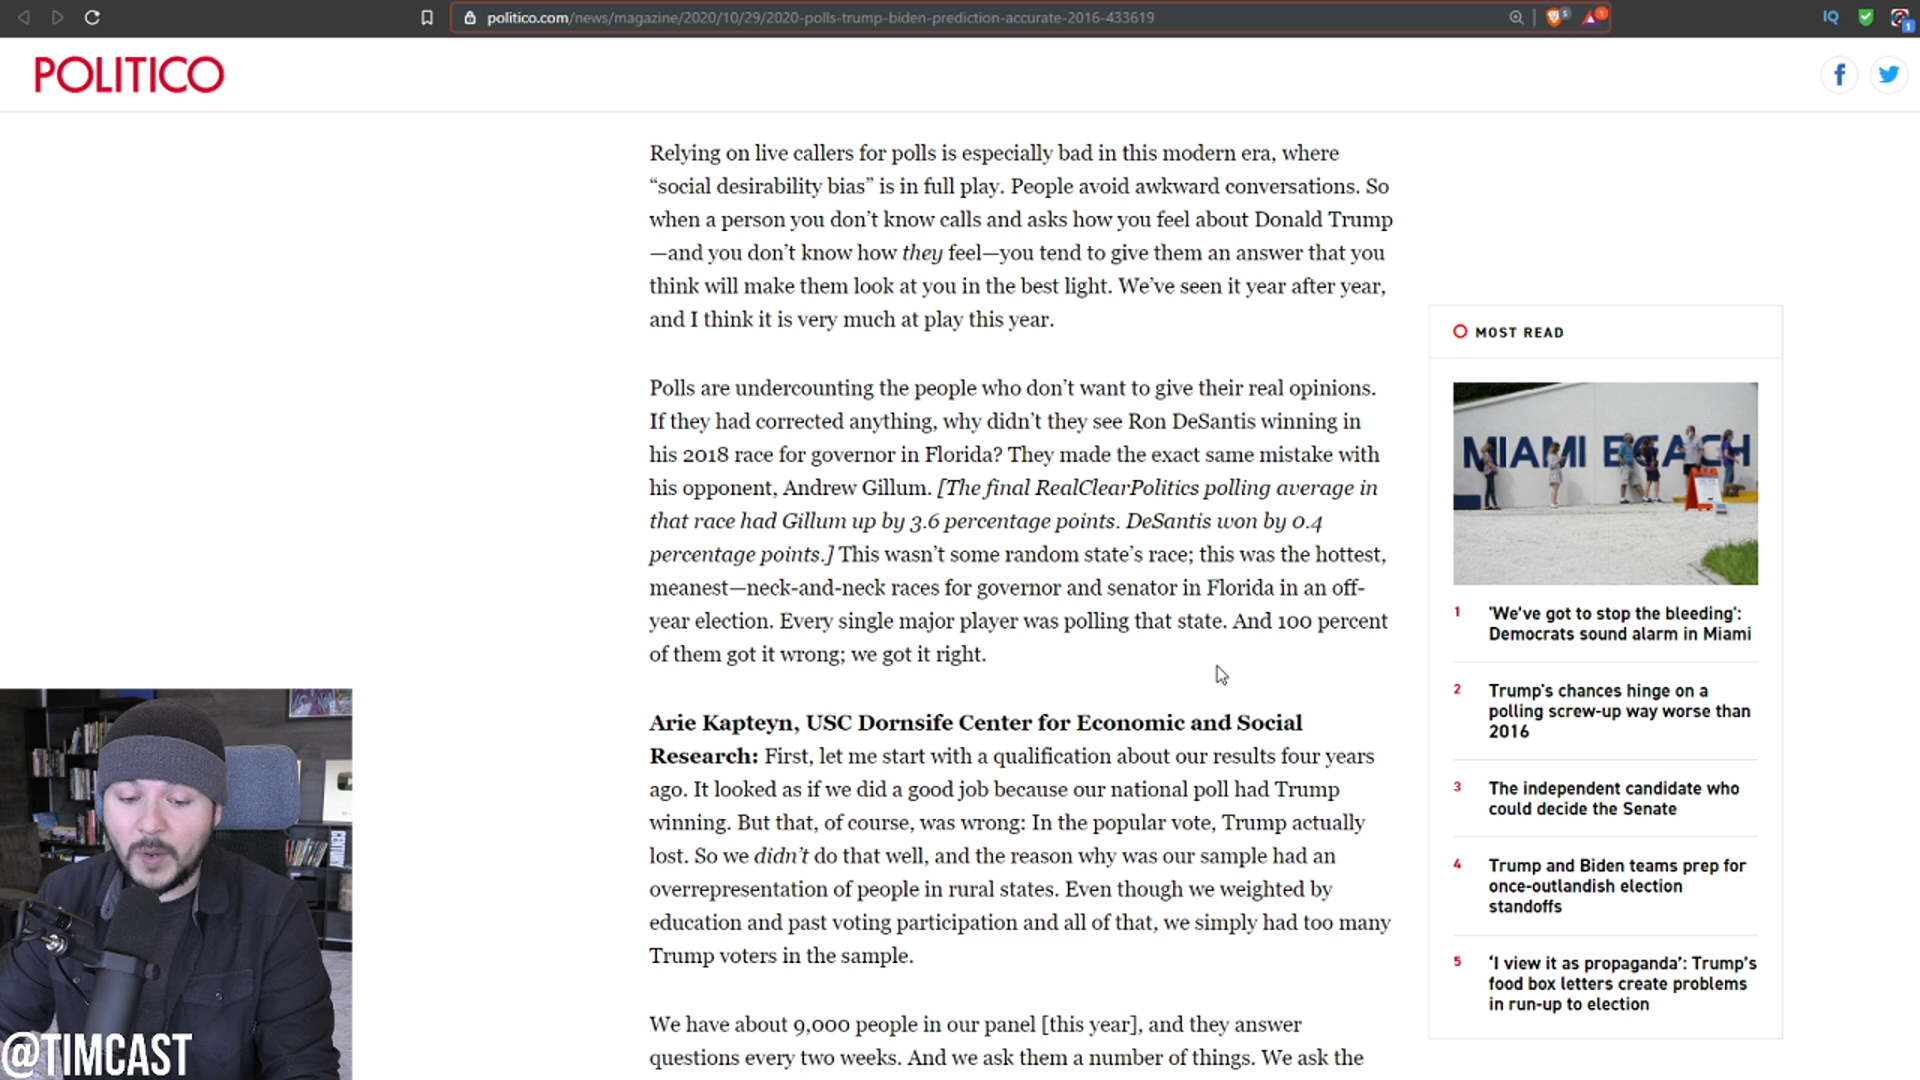 politico.com/news/magazine/2020/10/29/2020-polls-trump-biden-prediction-accurate-2016-433619
IQ
POLITICO
Relying on live callers for polls is especially bad in this modern era, where
“social desirability bias” is in full play. People avoid awkward conversations. So
when a person you don’t know calls and asks how you feel about Donald Trump
—and you don’t know how they feel—you tend to give them an answer that you
think will make them look at you in the best light. We’ve seen it year after year,
and I think it is very much at play this year.
Polls are undercounting the people who don’t want to give their real opinions.
If they had corrected anything, why didn’t they see Ron DeSantis winning in
his 2018 race for governor in Florida? They made the exact same mistake with
his opponent, Andrew Gillum. [The final RealClearPolitics polling average in
that race had Gillum up by 3.6 percentage points. DeSantis won by 0.4
percentage points.] This wasn’t some random state’s race; this was the hottest,
meanest—neck-and-neck races for governor and senator in Florida in an off-
year election. Every single major player was polling that state. And 100 percent
of them got it wrong; we got it right.
Arie Kapteyn, USC Dornsife Center for Economic and Social
Research: First, let me start with a qualification about our results four years
ago. It looked as if we did a good job because our national poll had Trump
winning. But that, of course, was wrong: In the popular vote, Trump actually
lost. So we didn’t do that well, and the reason why was our sample had an
overrepresentation of people in rural states. Even though we weighted by
education and past voting participation and all of that, we simply had too many
Trump voters in the sample.
We have about 9,000 people in our panel [this year], and they answer
questions every two weeks. And we ask them a number of things. We ask the
MOST READ
MIAMI BEACH
1 'We’ve got to stop the bleeding':
Democrats sound alarm in Miami
2 Trump's chances hinge on a
polling screw-up way worse than
2016
3 The independent candidate who
could decide the Senate
4 Trump and Biden teams prep for
once-outlandish election
standoffs
5 ‘I view it as propaganda’: Trump’s
food box letters create problems
in run-up to election
@TIMCAST